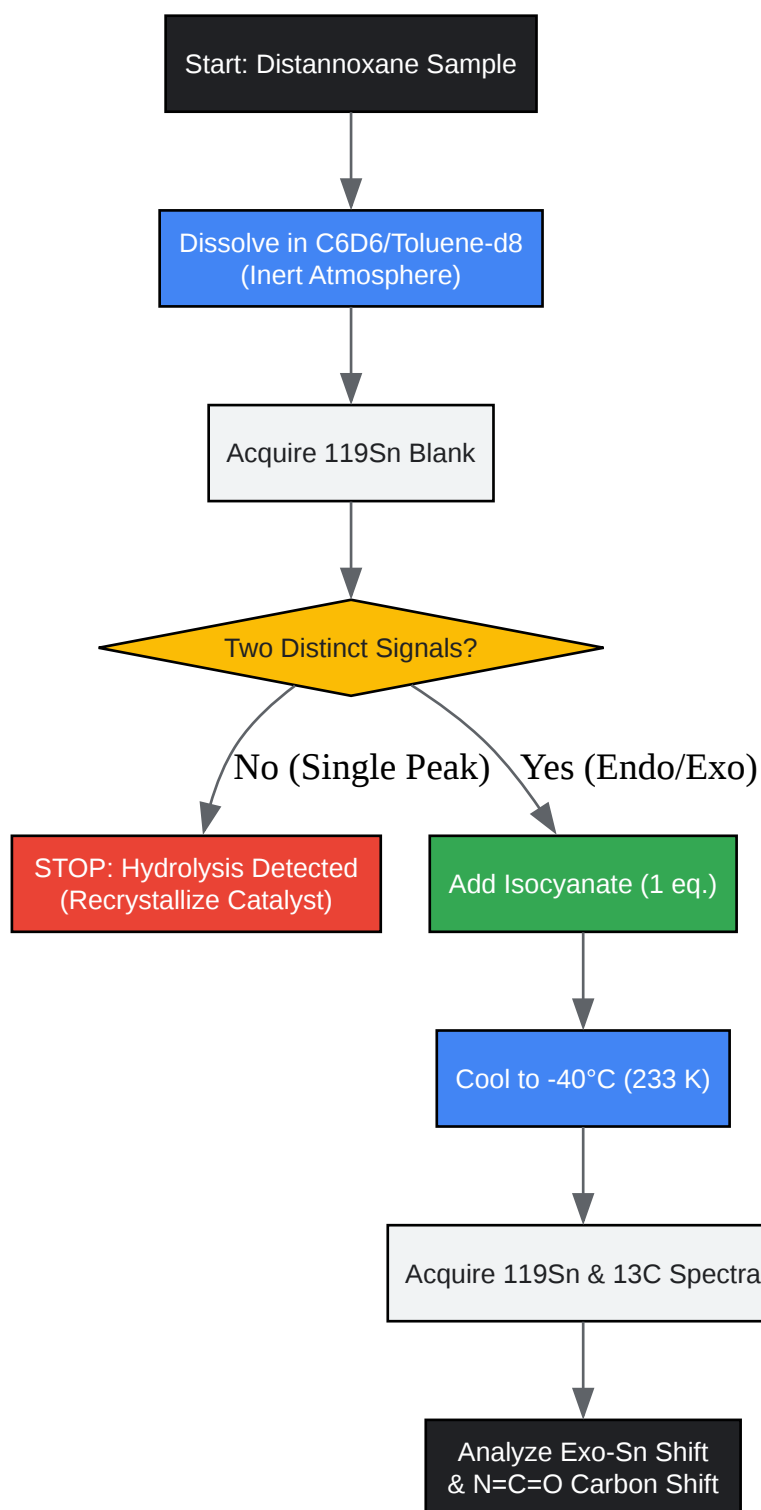 Start: Distannoxane Sample
Dissolve in C6D6/Toluene-d8
(Inert Atmosphere)
Acquire 119Sn Blank
Two Distinct Signals?
No (Single Peak)
Yes (Endo/Exo)
STOP: Hydrolysis Detected
(Recrystallize Catalyst)
Add Isocyanate (1 eq.)
Cool to -40°C (233 K)
Acquire 119Sn & 13C Spectra
Analyze Exo-Sn Shift
& N=C=O Carbon Shift